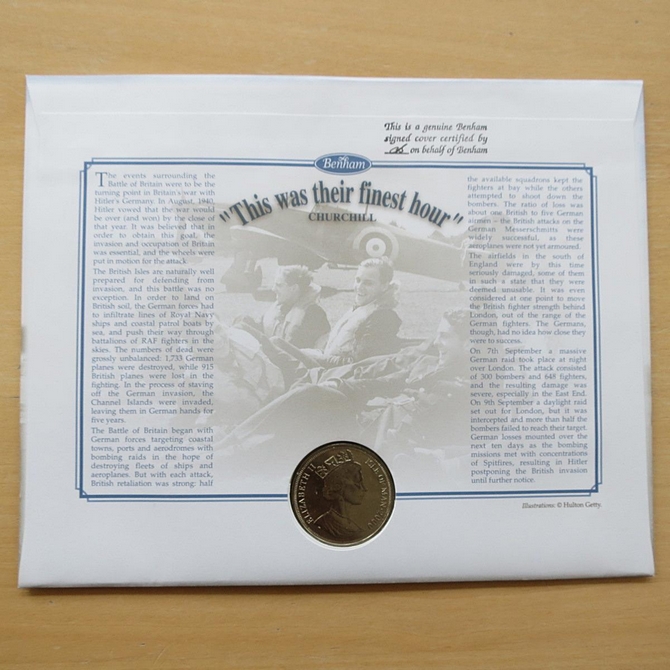 This is a genuine Benham
signed cover certified by
on behalf of Benham
Benham
"This was their finest hour"
CHURCHILL
The events surrounding the
Battle of Britain were to be the
turning point in Britain's war with
Hitler's Germany. In August, 1940,
Hitler vowed that the war would
be over (and won) by the close of
that year. It was believed that in
order to obtain this goal, the
invasion and occupation of Britain
was essential, and the wheels were
put in motion for the attack.
The British Isles are naturally well
prepared for defending from
invasion, and this battle was no
exception. In order to land on
British soil, the German forces had
to infiltrate lines of Royal Navy
ships and coastal patrol boats by
sea, and push their way through
battalions of RAF fighters in the
skies. The numbers of dead were
grossly unbalanced: 1,733 German
planes were destroyed, while 915
British planes were lost in the
fighting. In the process of staving
off the German invasion, the
Channel Islands were invaded,
leaving them in German hands for
five years.
The Battle of Britain began with
German forces targeting coastal
towns, ports and aerodromes with
bombing raids in the hope of
destroying fleets of ships and
aeroplanes. But with each attack,
British retaliation was strong: half
the available squadrons kept the
fighters at bay while the others
attempted to shoot down the
bombers. The ratio of loss was
about one British to five German
airmen - the British attacks on the
German Messerschmitts were
widely successful, as these
aeroplanes were not yet armoured.
The airfields in the south of
England were by this time
seriously damaged, some of them
in such a state that they were
deemed unusable. It was even
considered at one point to move
the British fighter strength behind
London, out of the range of the
German fighters. The Germans,
though, had no idea how close they
were to success.
On 7th September a massive
German raid took place at night
over London. The attack consisted
of 300 bombers and 648 fighters,
and the resulting damage was
severe, especially in the East End.
On 9th September a daylight raid
set out for London, but it was
intercepted and more than half the
bombers failed to reach their target.
German losses mounted over the
next ten days as the bombing
missions met with concentrations
of Spitfires, resulting in Hitler
postponing the British invasion
until further notice.
ELIZABETH II
ISLE OF MAN
Illustrations: © Hulton Getty.